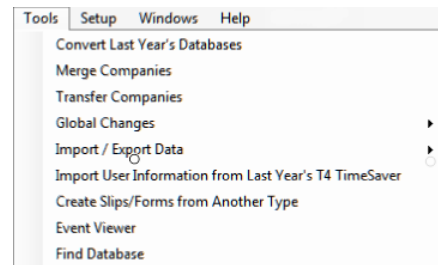 Tools Setup Windows Help
Convert Last Year's Databases
Merge Companies
Transfer Companies
Global Changes
Import / Export Data
Import User Information from Last Year's T4 TimeSaver
Create Slips/Forms from Another Type
Event Viewer
Find Database